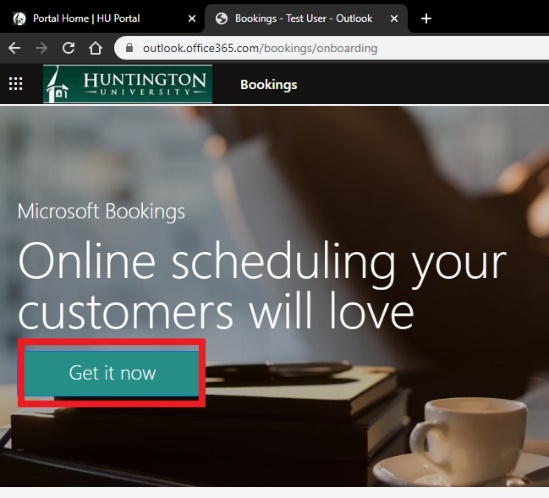 Portal Home | HU Portal
Bookings - Test User - Outlook
outlook.office365.com/bookings/onboarding
HUNTINGTON
UNIVERSITY
Bookings
Microsoft Bookings
Online scheduling your
customers will love
Get it now